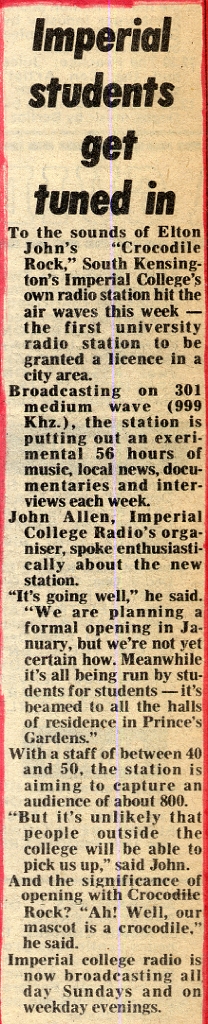 Imperial
students
get
tuned in
To the sounds of Elton
John's "Crocodile
Rock," South Kensing-
ton's Imperial College's
own radio station hit the
air waves this week —
the first university
radio station to be
granted a licence in a
city area.
Broadcasting on 301
medium wave (999
Khz.), the station is
putting out an exeri-
mental 56 hours of
music, local news, docu-
mentaries and inter-
views each week.
John Allen, Imperial
College Radio's orga-
niser, spoke enthusiasti-
cally about the new
station.
"It's going well," he said.
"We are planning a
formal opening in Ja-
nuary, but we're not yet
certain how. Meanwhile
it's all being run by stu-
dents for students — it's
beamed to all the halls
of residence in Prince's
Gardens."
With a staff of between 40
and 50, the station is
aiming to capture an
audience of about 800.
"But it's unlikely that
people outside the
college will be able to
pick us up," said John.
And the significance of
opening with Crocodile
Rock? "Ah! Well, our
mascot is a crocodile,"
he said.
Imperial college radio is
now broadcasting all
day Sundays and on
weekday evenings.